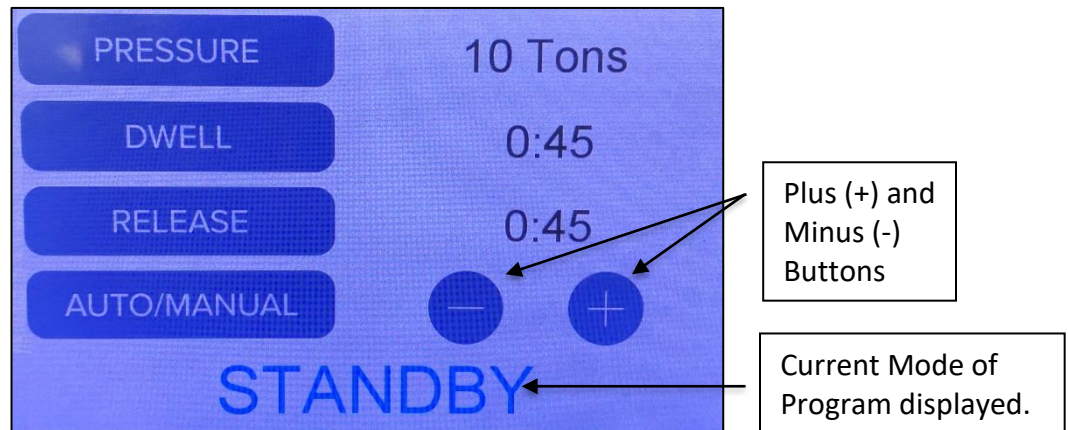 PRESSURE 10 Tons
DWELL 0:45
RELEASE 0:45
AUTO/MANUAL − +
STANDBY
Plus (+) and
Minus (-)
Buttons
Current Mode of
Program displayed.